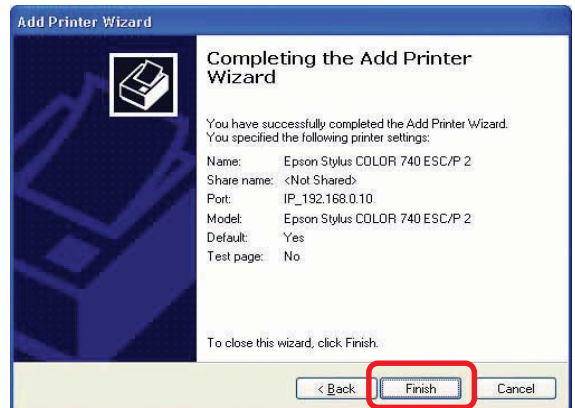 Add Printer Wizard
Completing the Add Printer
Wizard
You have successfully completed the Add Printer Wizard.
You specified the following printer settings:
Name: Epson Stylus COLOR 740 ESC/P 2
Share name: <Not Shared>
Port: IP_192.168.0.10
Model: Epson Stylus COLOR 740 ESC/P 2
Default: Yes
Test page: No
To close this wizard, click Finish.
< Back Finish Cancel